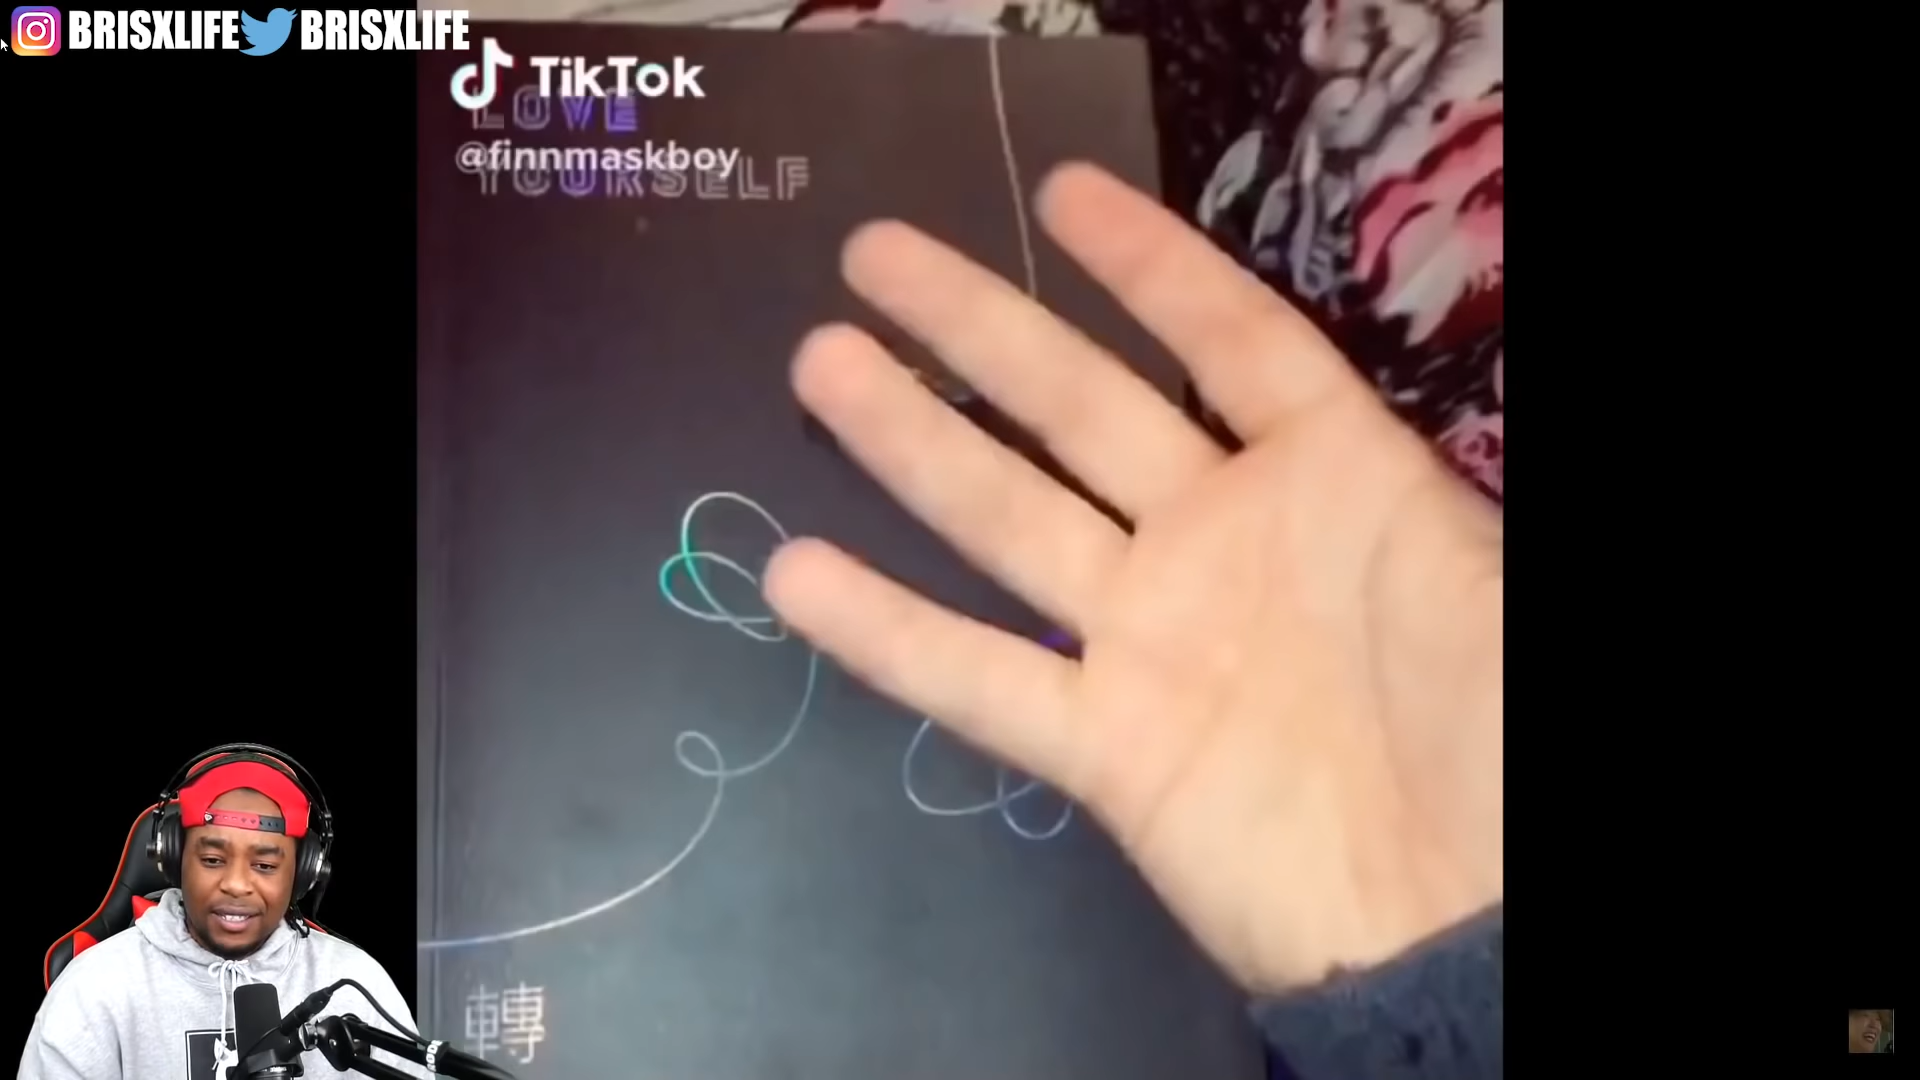 BRISXLIFE BRISXLIFE
TikTok
LOVE
@finnmaskboy
YOURSELF
轉